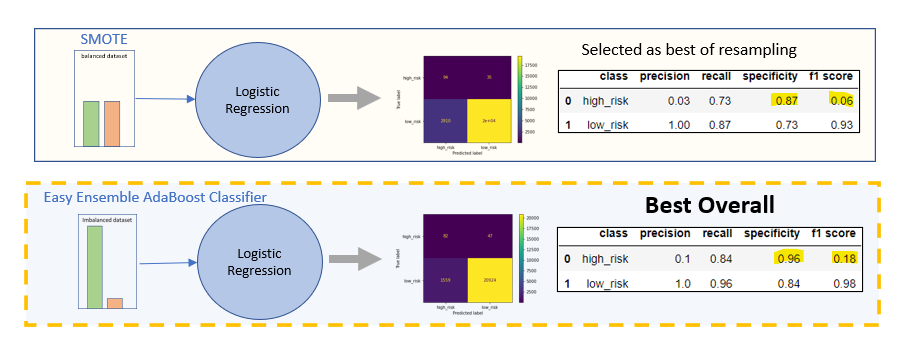 SMOTE
balanced dataset
Logistic
Regression
high_risk
low_risk
True label
94
35
2910
2e+04
high_risk
low_risk
Predicted label
17500
15000
12500
10000
7500
5000
2500
Selected as best of resampling
class precision recall specificity f1 score
0 high_risk 0.03 0.73 0.87 0.06
1 low_risk 1.00 0.87 0.73 0.93
Easy Ensemble AdaBoost Classifier
Imbalanced dataset
Logistic
Regression
high_risk
low_risk
True label
82
47
1559
20924
high_risk
low_risk
Predicted label
20000
17500
15000
12500
10000
7500
5000
2500
Best Overall
class precision recall specificity f1 score
0 high_risk 0.1 0.84 0.96 0.18
1 low_risk 1.0 0.96 0.84 0.98